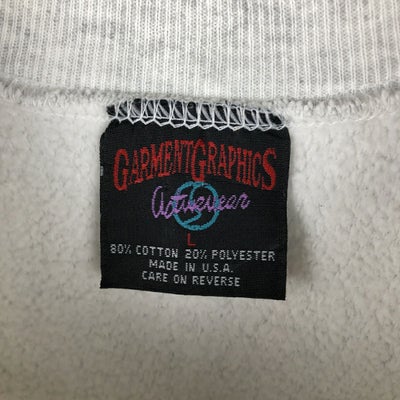 GARMENTGRAPHICS
Activewear
L
80% COTTON 20% POLYESTER
MADE IN U.S.A.
CARE ON REVERSE